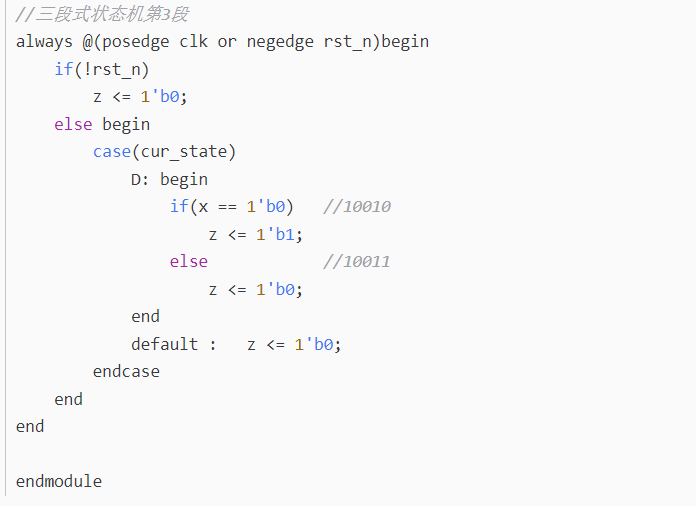 //三段式状态机第3段
always @(posedge clk or negedge rst_n)begin
    if(!rst_n)
        z <= 1'b0;
    else begin
        case(cur_state)
            D: begin
                if(x == 1'b0)   //10010
                    z <= 1'b1;
                else            //10011
                    z <= 1'b0;
            end
            default :   z <= 1'b0;
        endcase
    end
end
endmodule